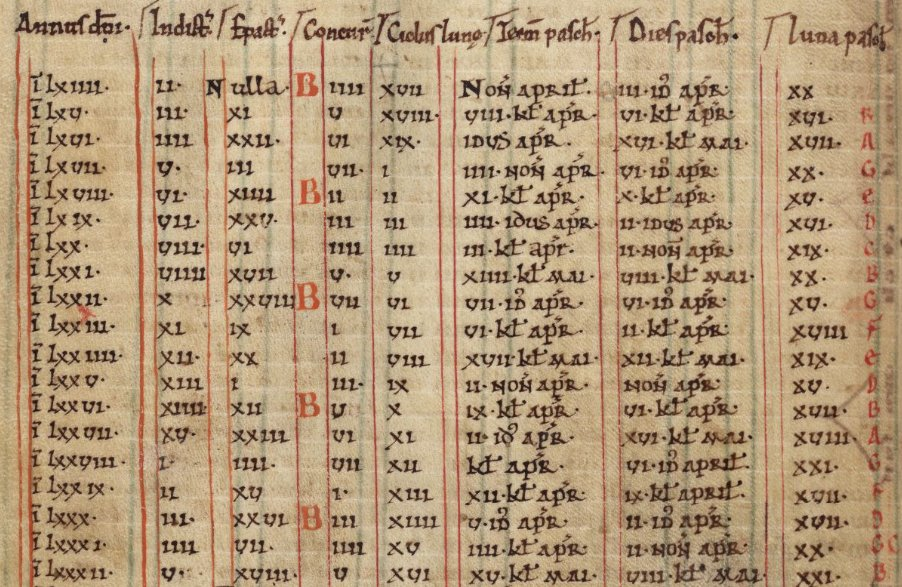 Annus dñi. Indict̃. Epact̃. Concur̃. Ciclus lunę Term̃ pasch̃. Dies pasch̃. Luna pasch̃.
ī lxiiii. ii. Nulla. B iiii xvii Noñ april̃. iii. id̃ apr̃. xx
ī lxv. iii. xi v xviii. viii. kl̃ apr̃. vi. kl̃ apr̃. xvi. B
ī lxvi. iiii xxii. vi xix. idus apr̃. xvi. kl̃ mai. xvii. A
ī lxvii. v. iii vii. i iiii. noñ apr̃. vi. id̃ apr̃. xx. G
ī lxviii. vi. xiiii B ii ii xi. kl̃ apr̃. x. kl̃ apr̃. xv. e
ī lxix. vii. xxv. iii iii iiii. idus apr̃. ii. idus apr̃. xvi. D
ī lxx. viii. vi iiii iiii iii. kl̃ apr̃. ii. noñ apr̃. xix. C
ī lxxi. viiii xvii v. v xiiii. kl̃ mai. viii. kl̃ mai. xx. B
ī lxxii. x xxviii B vii vi vii. id̃ apr̃. vi. id̃ apr̃. xv. G
ī lxxiii. xi ix i vii vi. kl̃ apr̃. ii. kl̃ apr̃. xviii F
ī lxxiiii. xii. xx ii viii xvii. kl̃ mai. xii. kl̃ mai. xix. e
ī lxxv. xiii i iii. ix ii. noñ apr̃. noñ apr̃. xv. D
ī lxxvi. xiiii xii B v x ix. kl̃ apr̃. vi. kl̃ apr̃. xvii. B
ī lxxvii. xv. xxiii vi xi ii. id̃ apr̃. xvi. kl̃ mai. xviii. A
ī lxxviii. i. iiii. vii xii kl̃ apr̃. vi. id̃ april̃. xxi. G
ī lxxix. ii xv i. xiii xii. kl̃ apr̃. ix. kl̃ april̃. xvii. F
ī lxxx. iii. xxvi B iii xiiii v. id̃ apr̃. ii. id̃ apr̃. xvii. D
ī lxxxi. iiii vii. iiii xv iiii. kl̃ apr̃. ii. noñ apr̃. xx. C
ī lxxxii. v. xviii. v xvi xv. kl̃ mai. viii. kl̃ mai. xxi. B